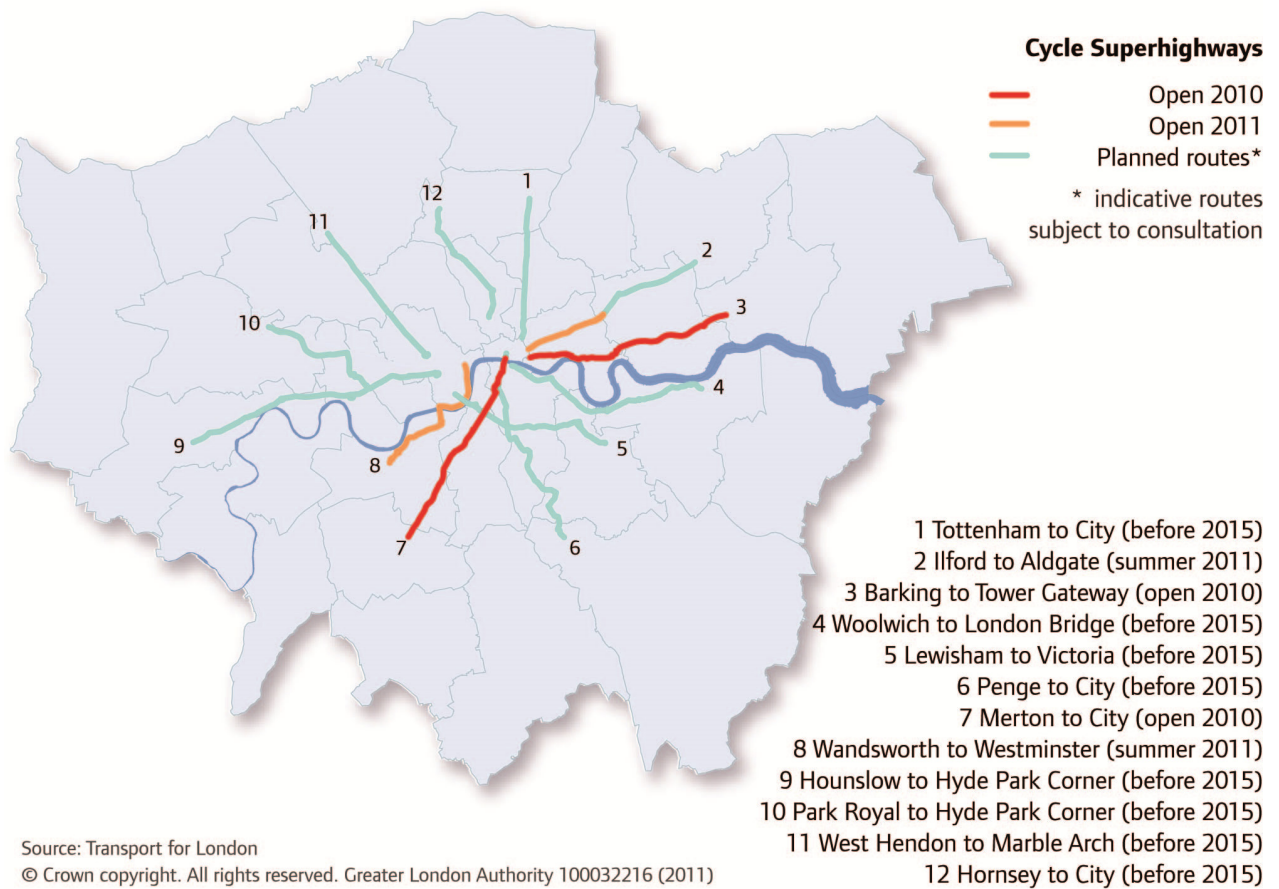 Cycle Superhighways
Open 2010
Open 2011
Planned routes*
* indicative routes
subject to consultation
1
12
11
2
3
10
4
9
5
8
7
6
1 Tottenham to City (before 2015)
2 Ilford to Aldgate (summer 2011)
3 Barking to Tower Gateway (open 2010)
4 Woolwich to London Bridge (before 2015)
5 Lewisham to Victoria (before 2015)
6 Penge to City (before 2015)
7 Merton to City (open 2010)
8 Wandsworth to Westminster (summer 2011)
9 Hounslow to Hyde Park Corner (before 2015)
10 Park Royal to Hyde Park Corner (before 2015)
11 West Hendon to Marble Arch (before 2015)
12 Hornsey to City (before 2015)
Source: Transport for London
© Crown copyright. All rights reserved. Greater London Authority 100032216 (2011)